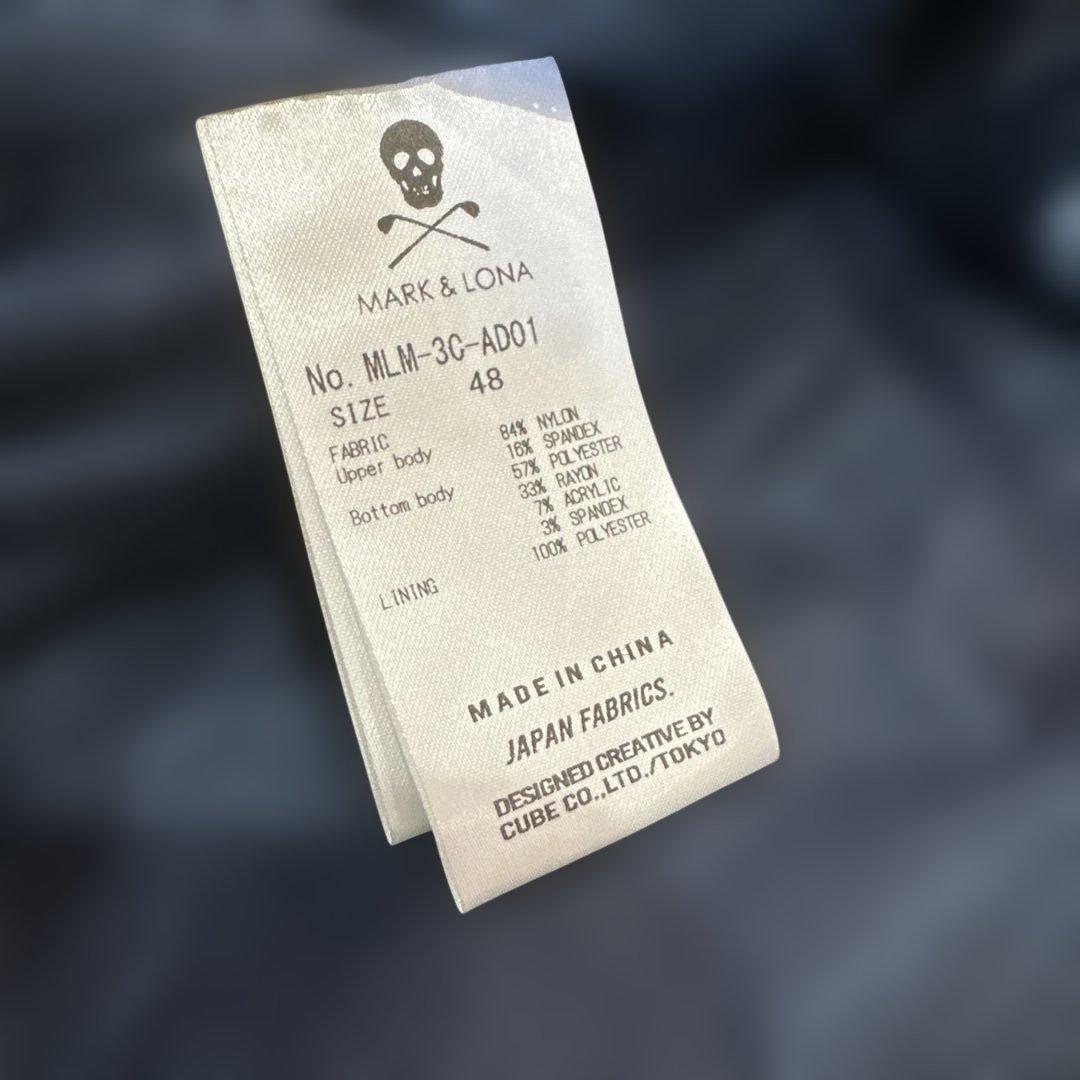 MARK & LONA
No. MLM-3C-AD01
SIZE 48
FABRIC
Upper body 84% NYLON
16% SPANDEX
Bottom body 57% POLYESTER
33% RAYON
7% ACRYLIC
3% SPANDEX
LINING 100% POLYESTER
MADE IN CHINA
JAPAN FABRICS.
DESIGNED CREATIVE BY
CUBE CO.,LTD./TOKYO